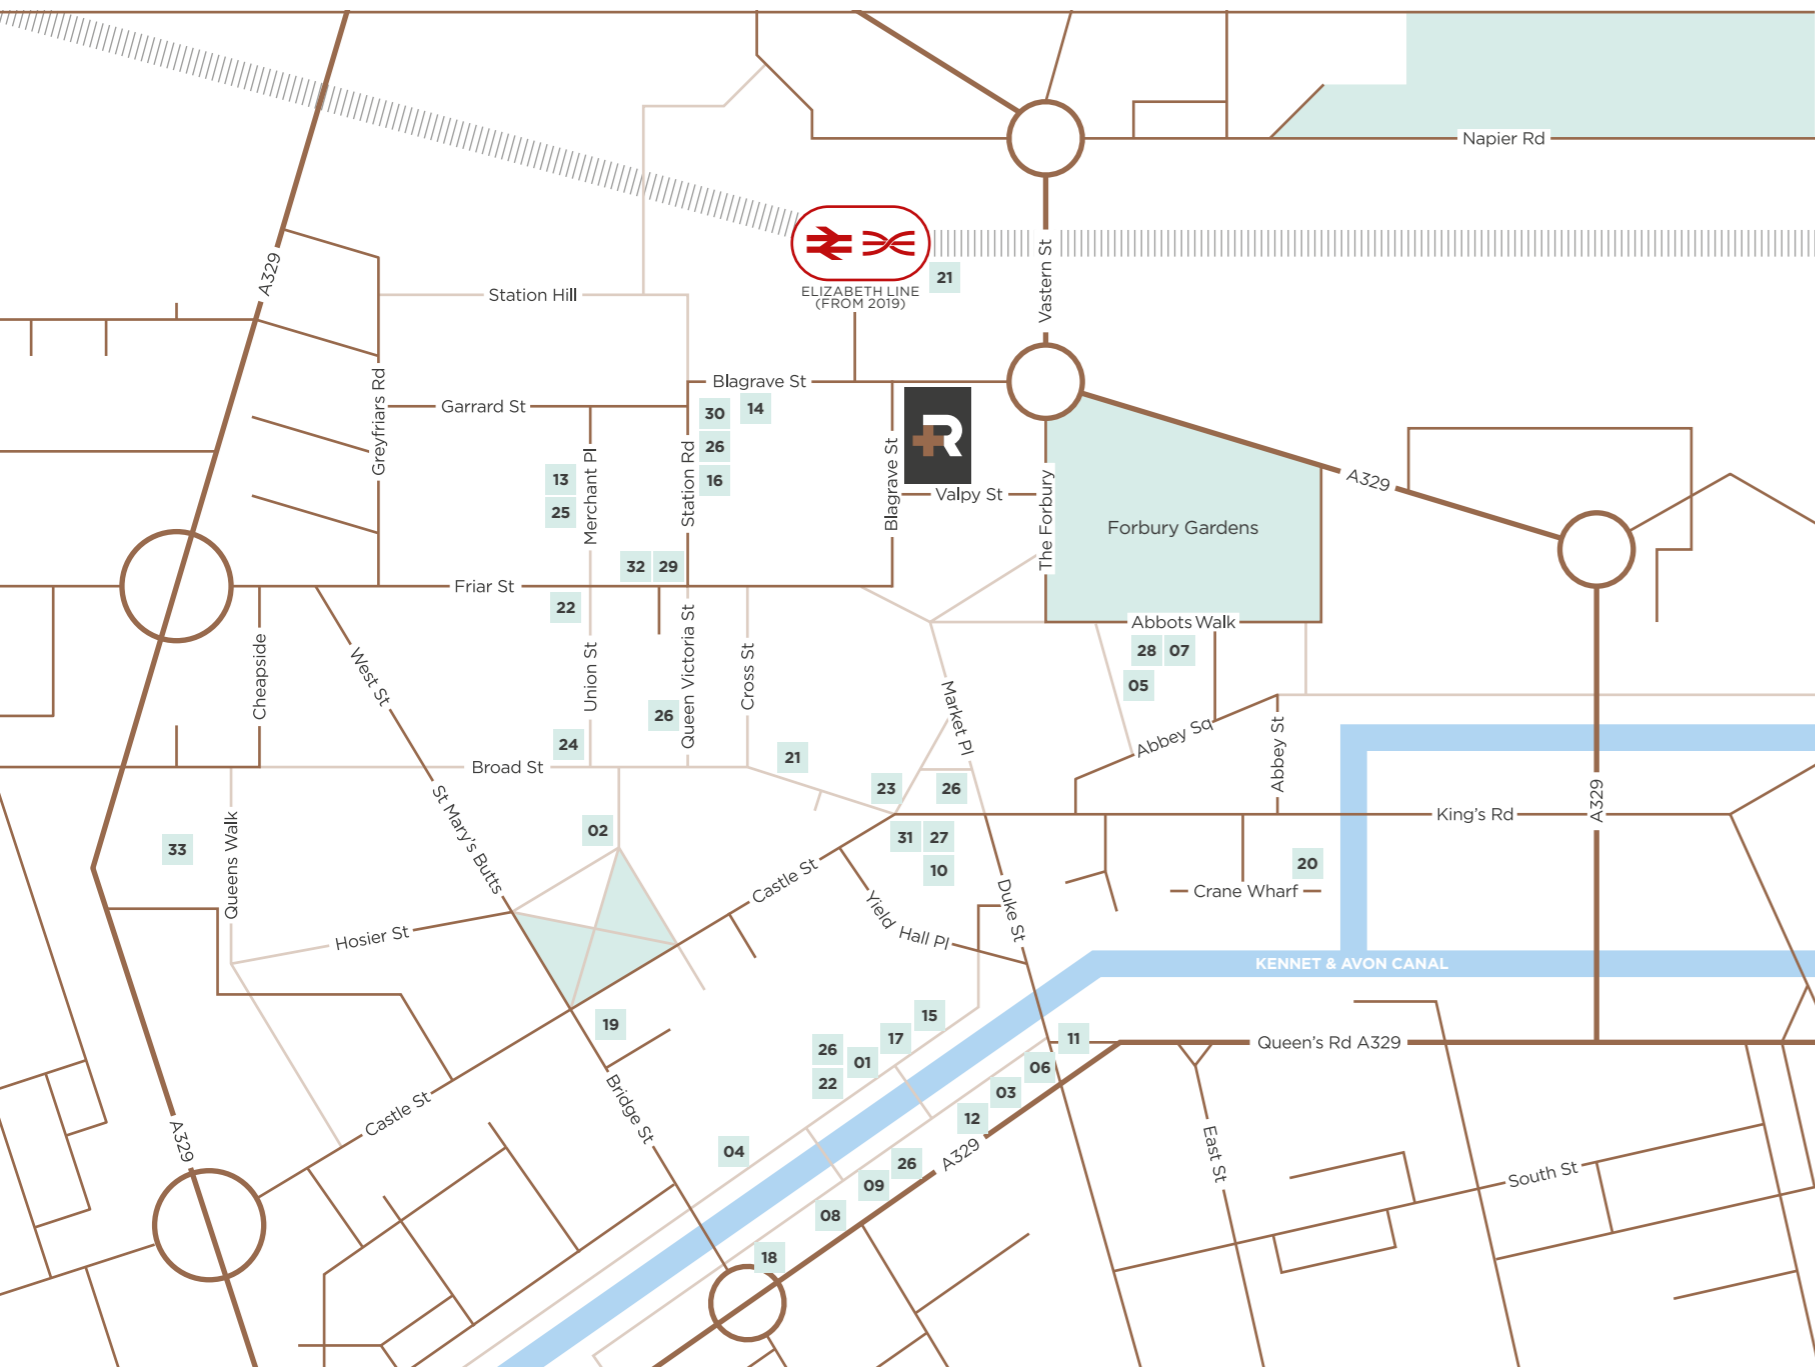 Napier Rd
A329
Vastern St
21
ELIZABETH LINE
(FROM 2019)
Station Hill
Blagrave St
Garrard St
Greyfriars Rd
30
14
26
16
R
Merchant Pl
13
25
Station Rd
Blagrave St
Valpy St
The Forbury
Forbury Gardens
A329
32
29
Friar St
22
Abbots Walk
28
07
05
Cheapside
West St
Union St
Queen Victoria St
Cross St
Market Pl
26
24
21
Broad St
Abbey Sq
Abbey St
A329
23
26
King's Rd
33
Queens Walk
St Mary's Butts
02
31
27
10
20
Crane Wharf
Castle St
Yield
Hall Pl
Duke St
Hosier St
KENNET & AVON CANAL
19
15
17
26
01
22
11
06
03
12
Queen's Rd A329
Castle St
Bridge St
A329
04
A329
26
09
08
18
East St
South St